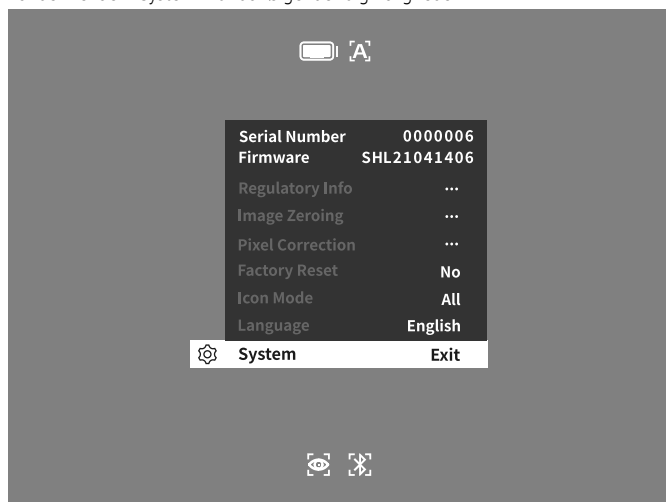 A
Serial Number 0000006
Firmware SHL21041406
Regulatory Info ...
Image Zeroing ...
Pixel Correction ...
Factory Reset No
Icon Mode All
Language English
System Exit